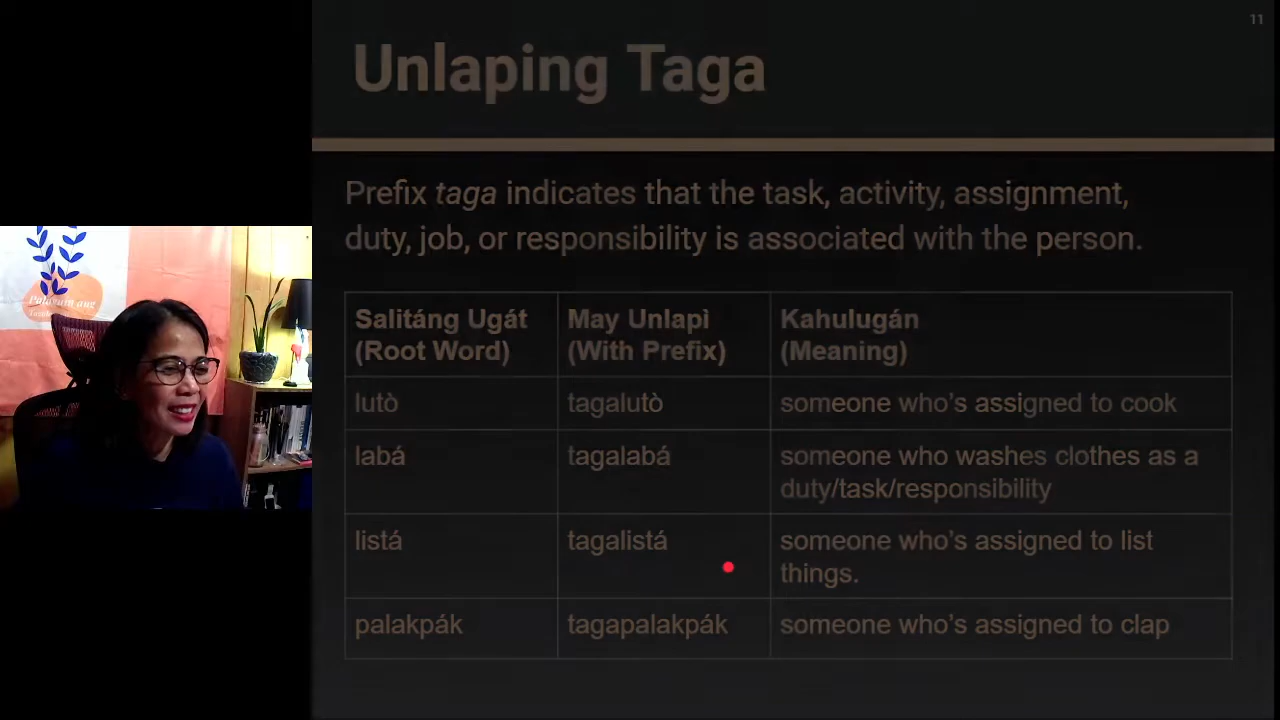 11
Unlaping Taga
Prefix taga indicates that the task, activity, assignment,
duty, job, or responsibility is associated with the person.
Salitáng Ugát
(Root Word)
May Unlapì
(With Prefix)
Kahulugán
(Meaning)
lutò
tagalutò
someone who's assigned to cook
labá
tagalabá
someone who washes clothes as a
duty/task/responsibility
listá
tagalistá
someone who's assigned to list
things.
palakpák
tagapalakpák
someone who's assigned to clap
ang